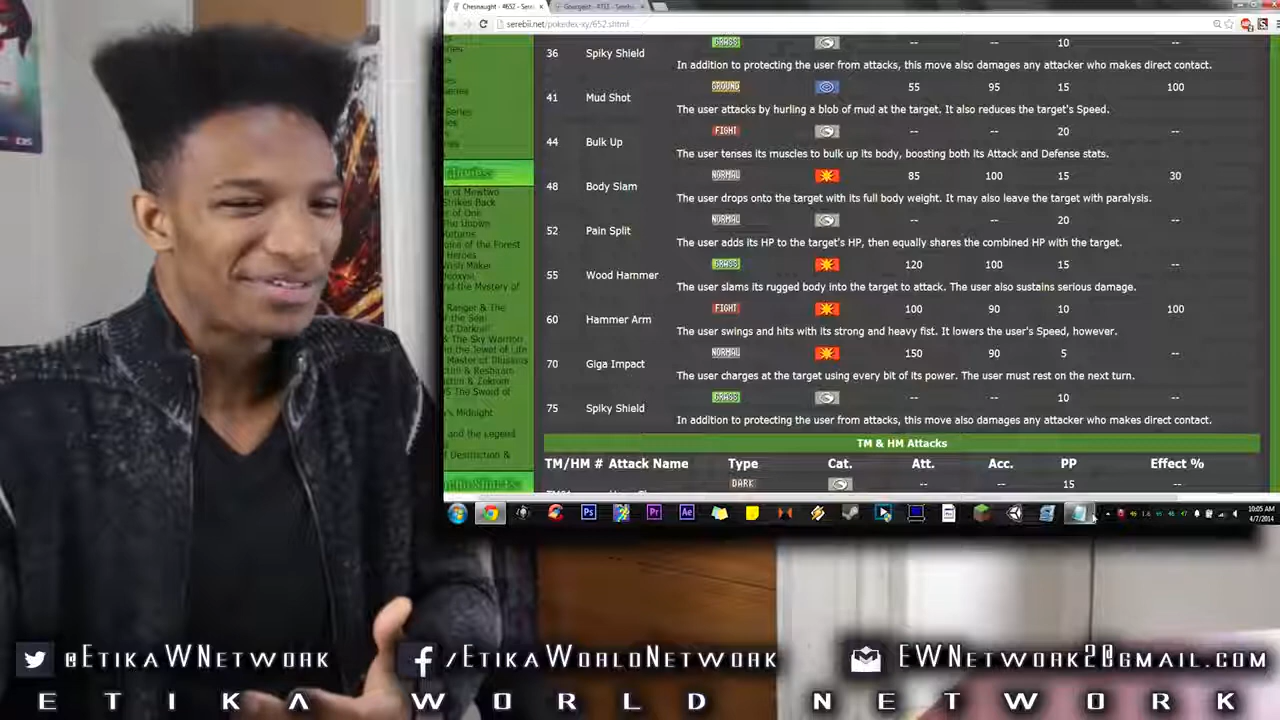 Chesnaught - #652 - Serebii
Gourgeist - #711 - Serebii
serebii.net/pokedex-xy/652.shtml
36 Spiky Shield GRASS -- -- 10 --
In addition to protecting the user from attacks, this move also damages any attacker who makes direct contact.
41 Mud Shot GROUND 55 95 15 100
The user attacks by hurling a blob of mud at the target. It also reduces the target's Speed.
44 Bulk Up FIGHT -- -- 20 --
The user tenses its muscles to bulk up its body, boosting both its Attack and Defense stats.
48 Body Slam NORMAL 85 100 15 30
The user drops onto the target with its full body weight. It may also leave the target with paralysis.
52 Pain Split NORMAL -- -- 20 --
The user adds its HP to the target's HP, then equally shares the combined HP with the target.
55 Wood Hammer GRASS 120 100 15 --
The user slams its rugged body into the target to attack. The user also sustains serious damage.
60 Hammer Arm FIGHT 100 90 10 100
The user swings and hits with its strong and heavy fist. It lowers the user's Speed, however.
70 Giga Impact NORMAL 150 90 5 --
The user charges at the target using every bit of its power. The user must rest on the next turn.
75 Spiky Shield GRASS -- -- 10 --
In addition to protecting the user from attacks, this move also damages any attacker who makes direct contact.
TM & HM Attacks
TM/HM # Attack Name Type Cat. Att. Acc. PP Effect %
DARK -- -- 15 --
Ps Pr Ae
10:05 AM
4/7/2014
@EtikaWNetwork
/EtikaWorldNetwork
EWNetwork2@gmail.com
ETIKA WORLD NETWORK